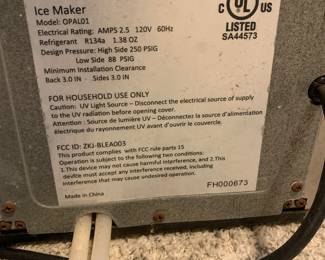 Ice Maker
Model: OPAL01
Electrical Rating: AMPS 2.5 120V 60Hz
Refrigerant R134a 1.38 OZ
Design Pressure: High Side 250 PSIG
Low Side 88 PSIG
Minimum Installation Clearance
Back 3.0 IN . Sides 3.0 IN
C UL US
LISTED
SA44573
FOR HOUSEHOLD USE ONLY
Caution: UV Light Source – Disconnect the electrical source of supply
to the UV radiation before opening cover.
Attention: Source de lumière UV – Déconnectez la source d'alimentation
électrique du rayonnement UV avant d'ouvrir le couvercle.
FCC ID: ZKJ-BLEA003
This product complies with FCC rule parts 15
Operation is subject to the following two conditions:
1.This device may not cause harmful interference, and 2.This
device must accept any interference received, including
interference that may cause undesired operation.
Made in China
FH000673